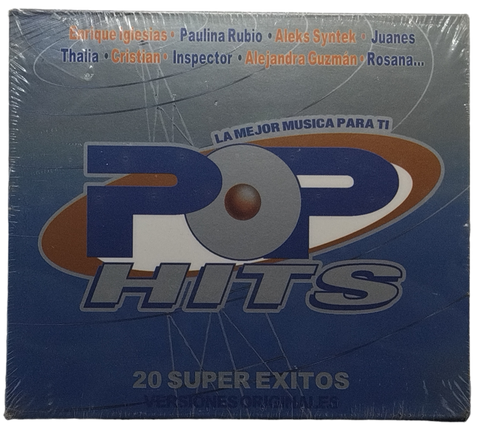 Enrique Iglesias • Paulina Rubio • Aleks Syntek • Juanes
Thalia • Cristian • Inspector • Alejandra Guzmán • Rosana...
LA MEJOR MUSICA PARA TI
POP
HITS
20 SUPER EXITOS
VERSIONES ORIGINALES